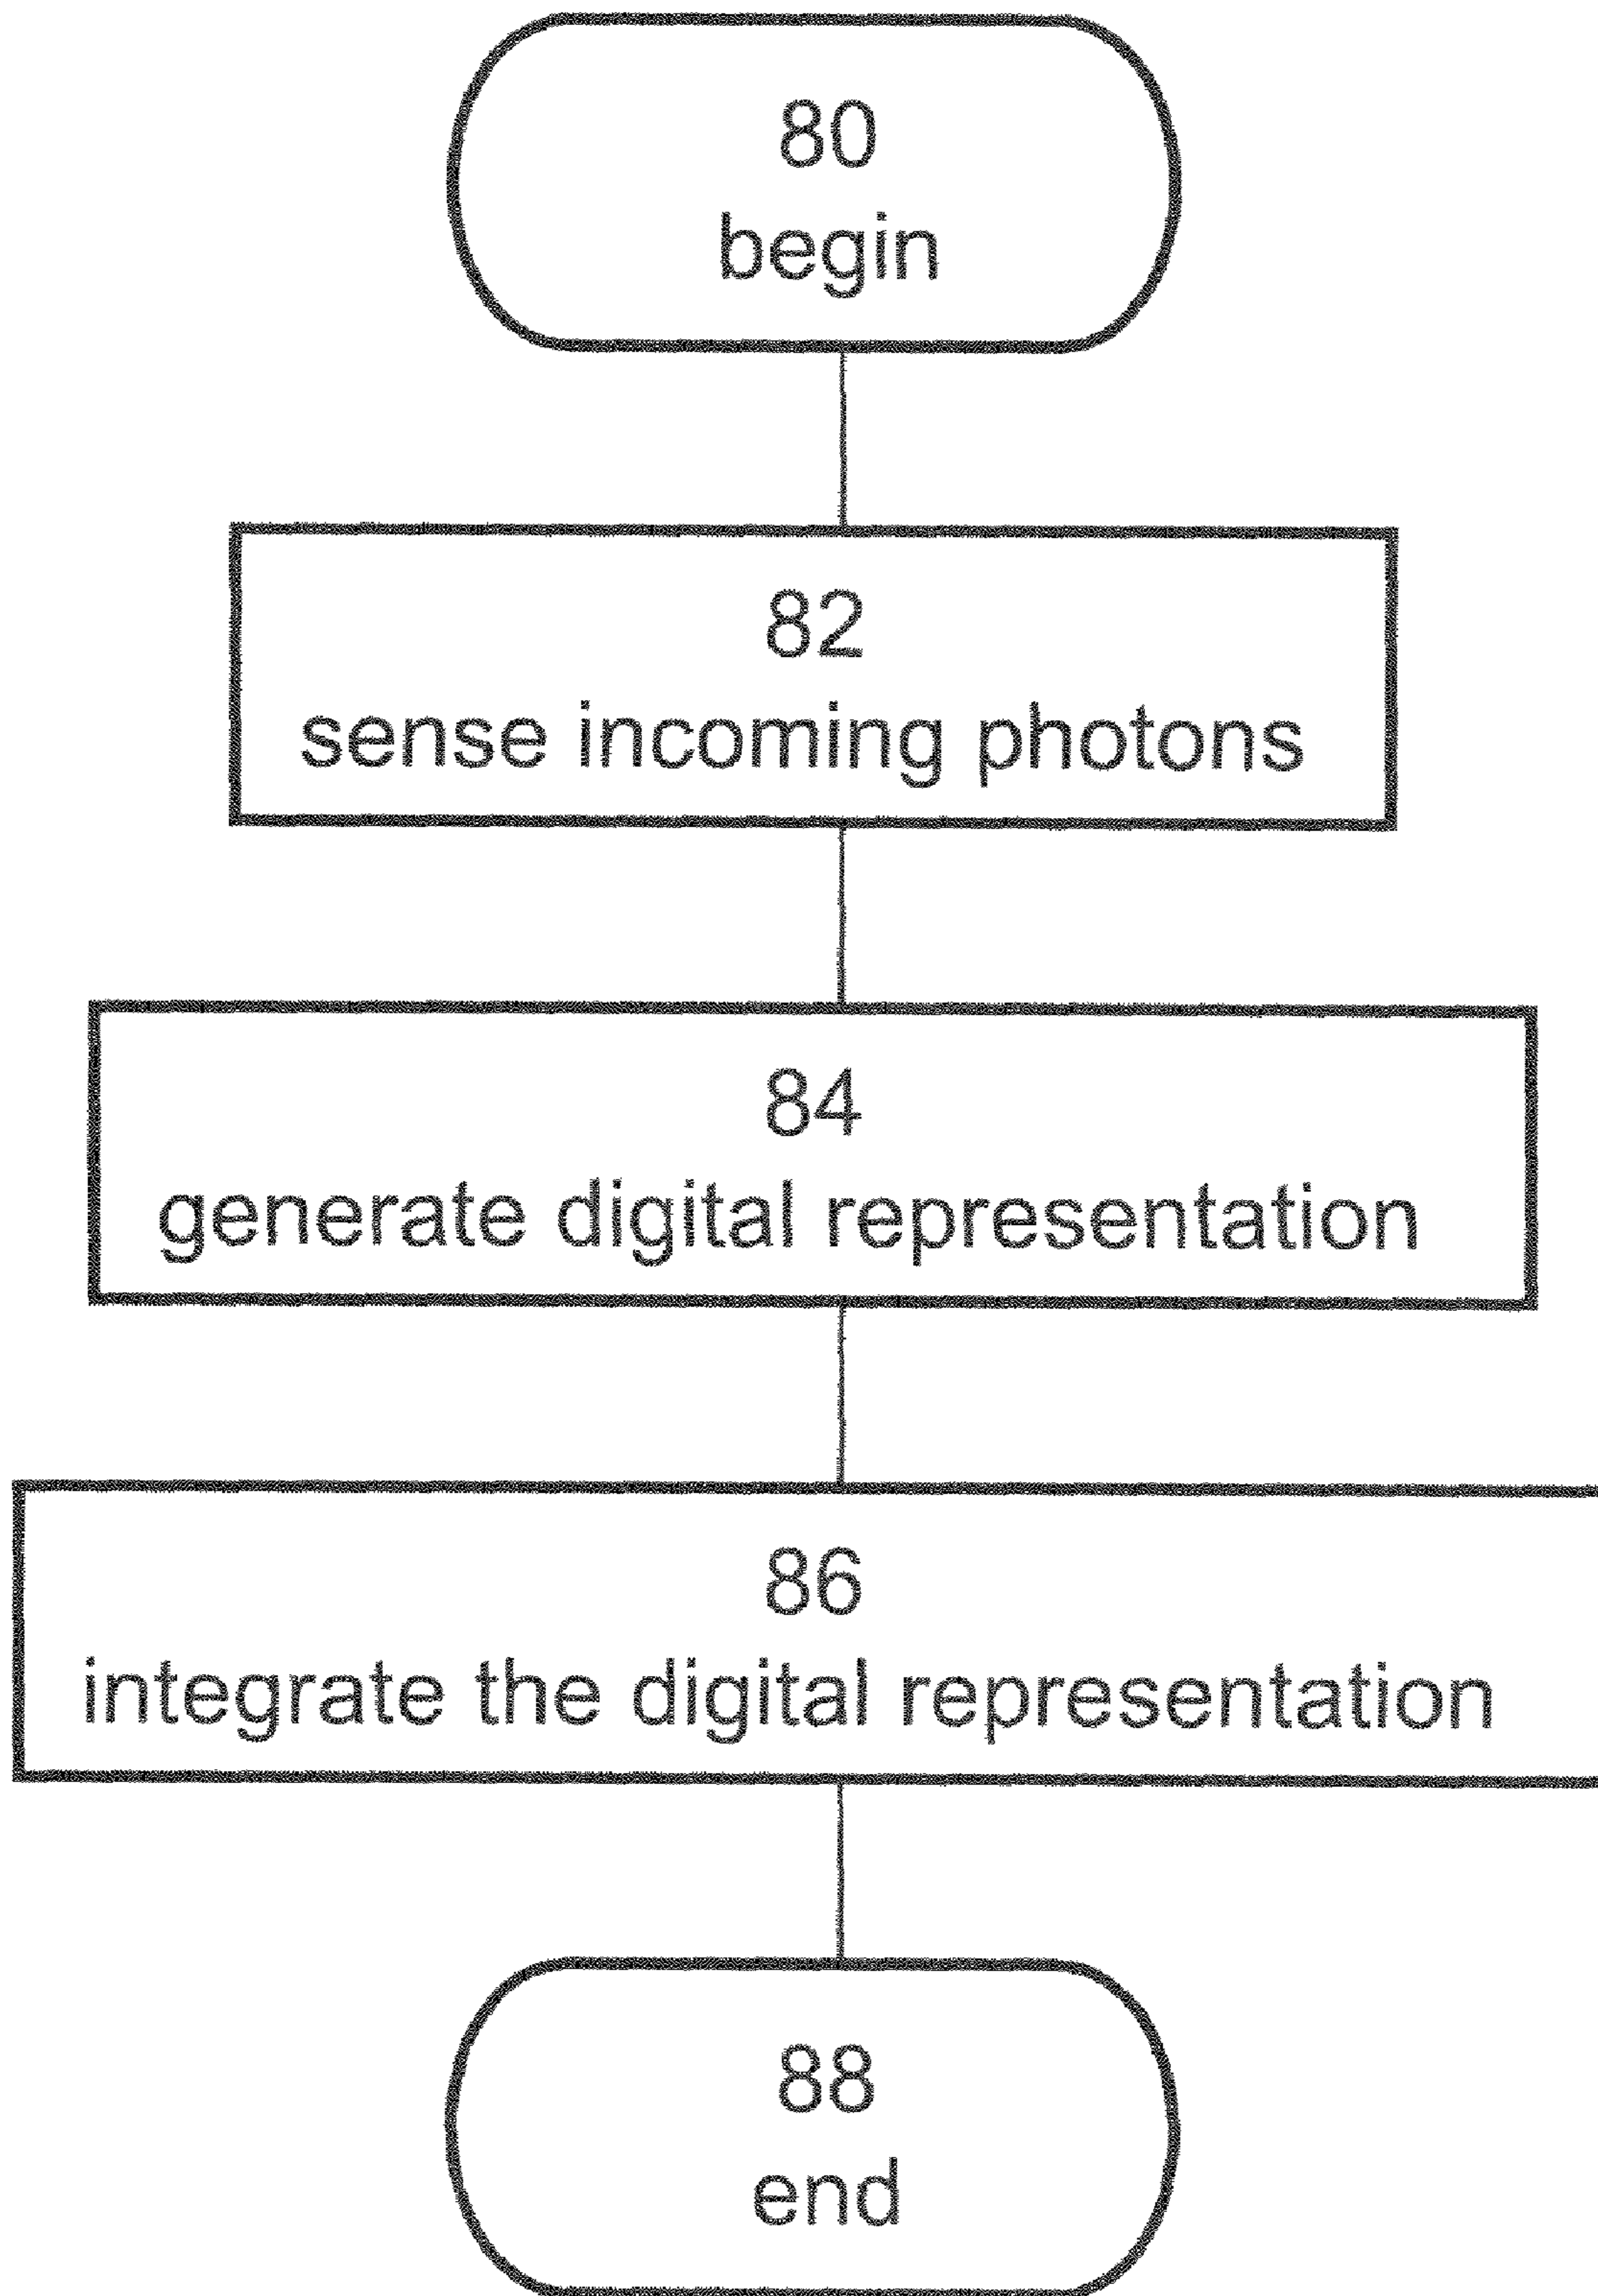 80
begin
82
sense incoming photons
84
generate digital representation
86
integrate the digital representation
88
end